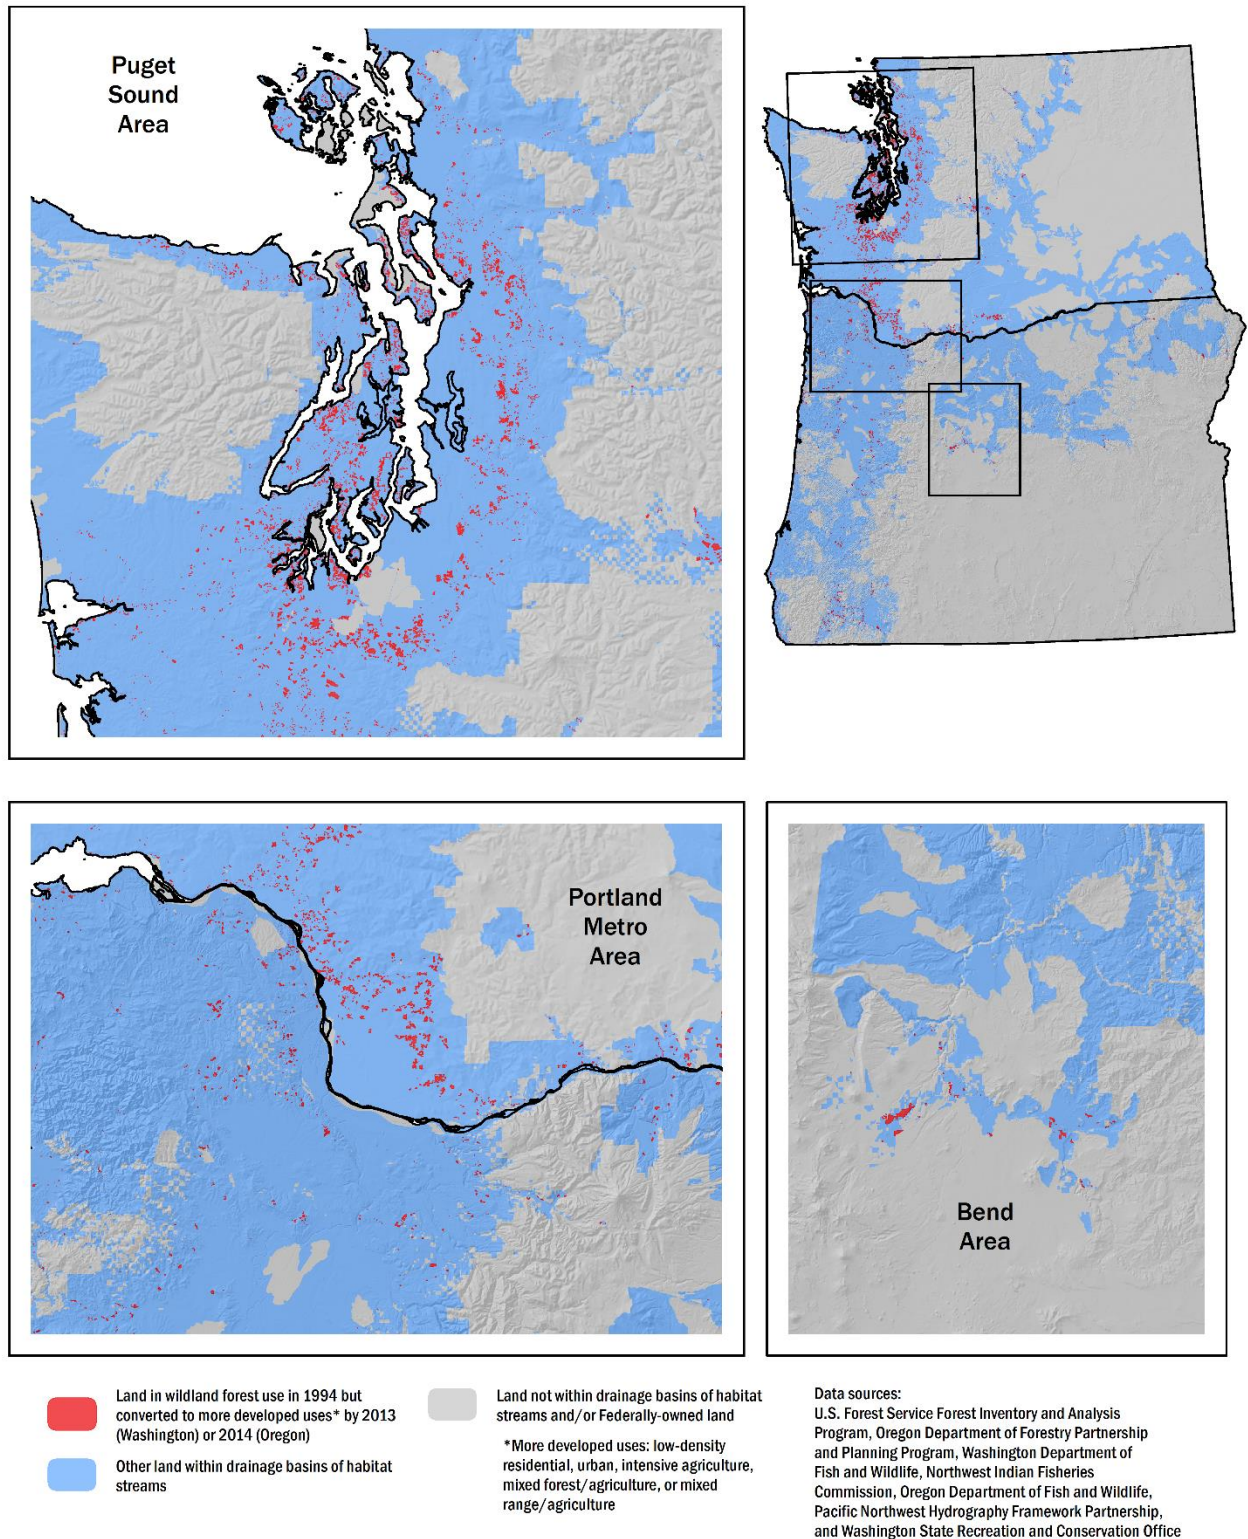 Puget
Sound
Area
Portland
Metro
Area
Bend
Area
Land in wildland forest use in 1994 but
converted to more developed uses* by 2013
(Washington) or 2014 (Oregon)
Other land within drainage basins of habitat
streams
Land not within drainage basins of habitat
streams and/or Federally-owned land
*More developed uses: low-density
residential, urban, intensive agriculture,
mixed forest/agriculture, or mixed
range/agriculture
Data sources:
U.S. Forest Service Forest Inventory and Analysis
Program, Oregon Department of Forestry Partnership
and Planning Program, Washington Department of
Fish and Wildlife, Northwest Indian Fisheries
Commission, Oregon Department of Fish and Wildlife,
Pacific Northwest Hydrography Framework Partnership,
and Washington State Recreation and Conservation Office